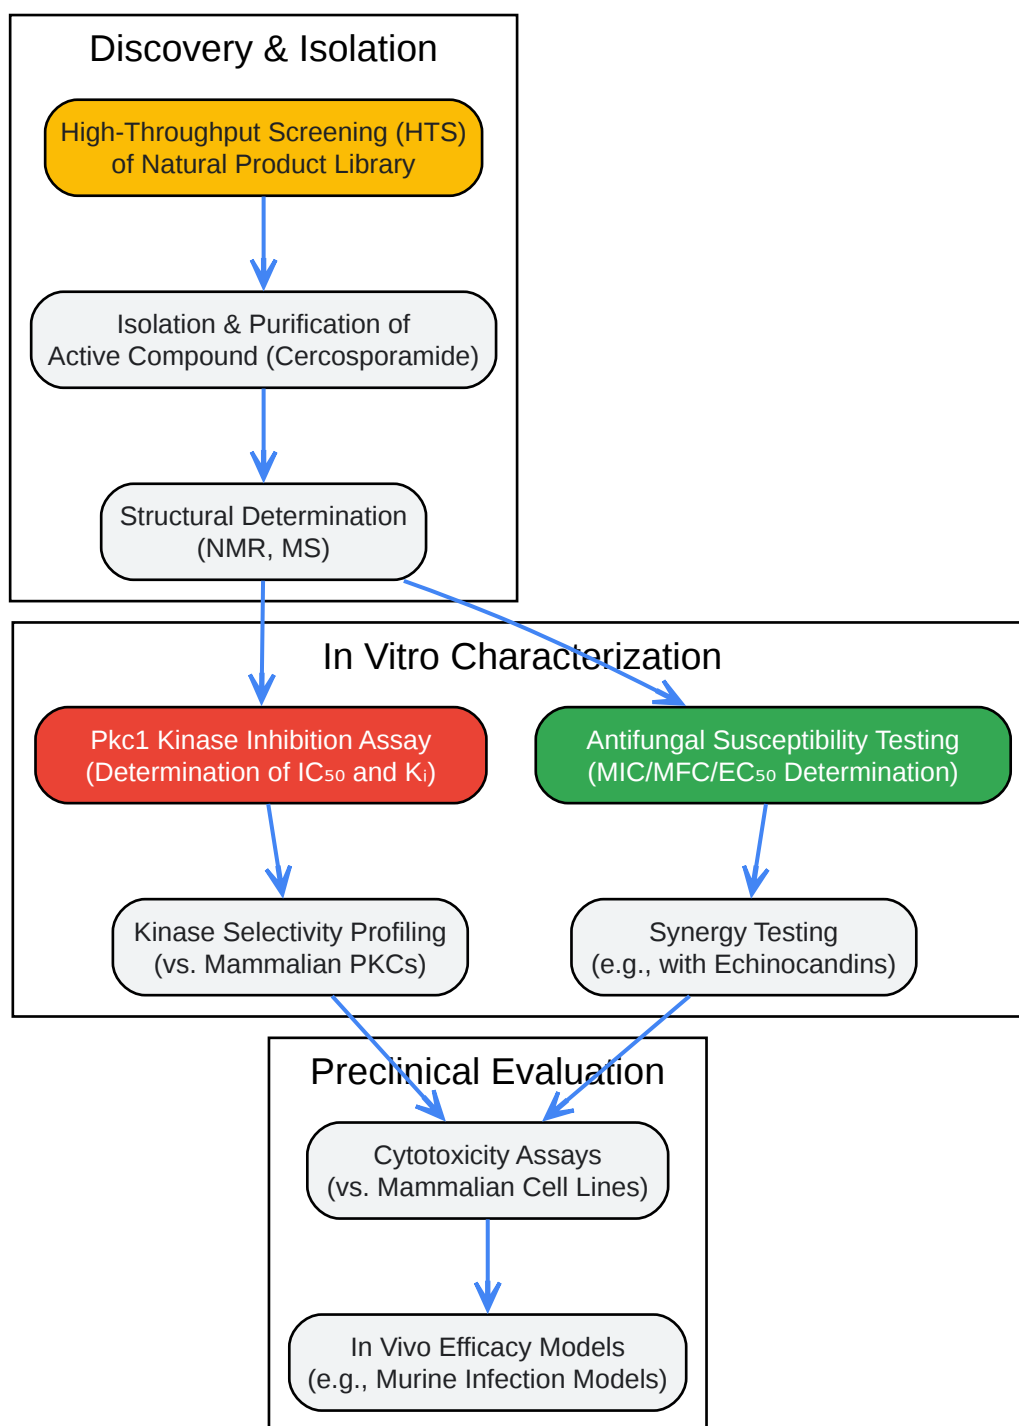 Discovery & Isolation
High-Throughput Screening (HTS)
of Natural Product Library
Isolation & Purification of
Active Compound (Cercosporamide)
Structural Determination
(NMR, MS)
In Vitro Characterization
Pkc1 Kinase Inhibition Assay
(Determination of IC₅₀ and Kᵢ)
Antifungal Susceptibility Testing
(MIC/MFC/EC₅₀ Determination)
Kinase Selectivity Profiling
(vs. Mammalian PKCs)
Synergy Testing
(e.g., with Echinocandins)
Preclinical Evaluation
Cytotoxicity Assays
(vs. Mammalian Cell Lines)
In Vivo Efficacy Models
(e.g., Murine Infection Models)